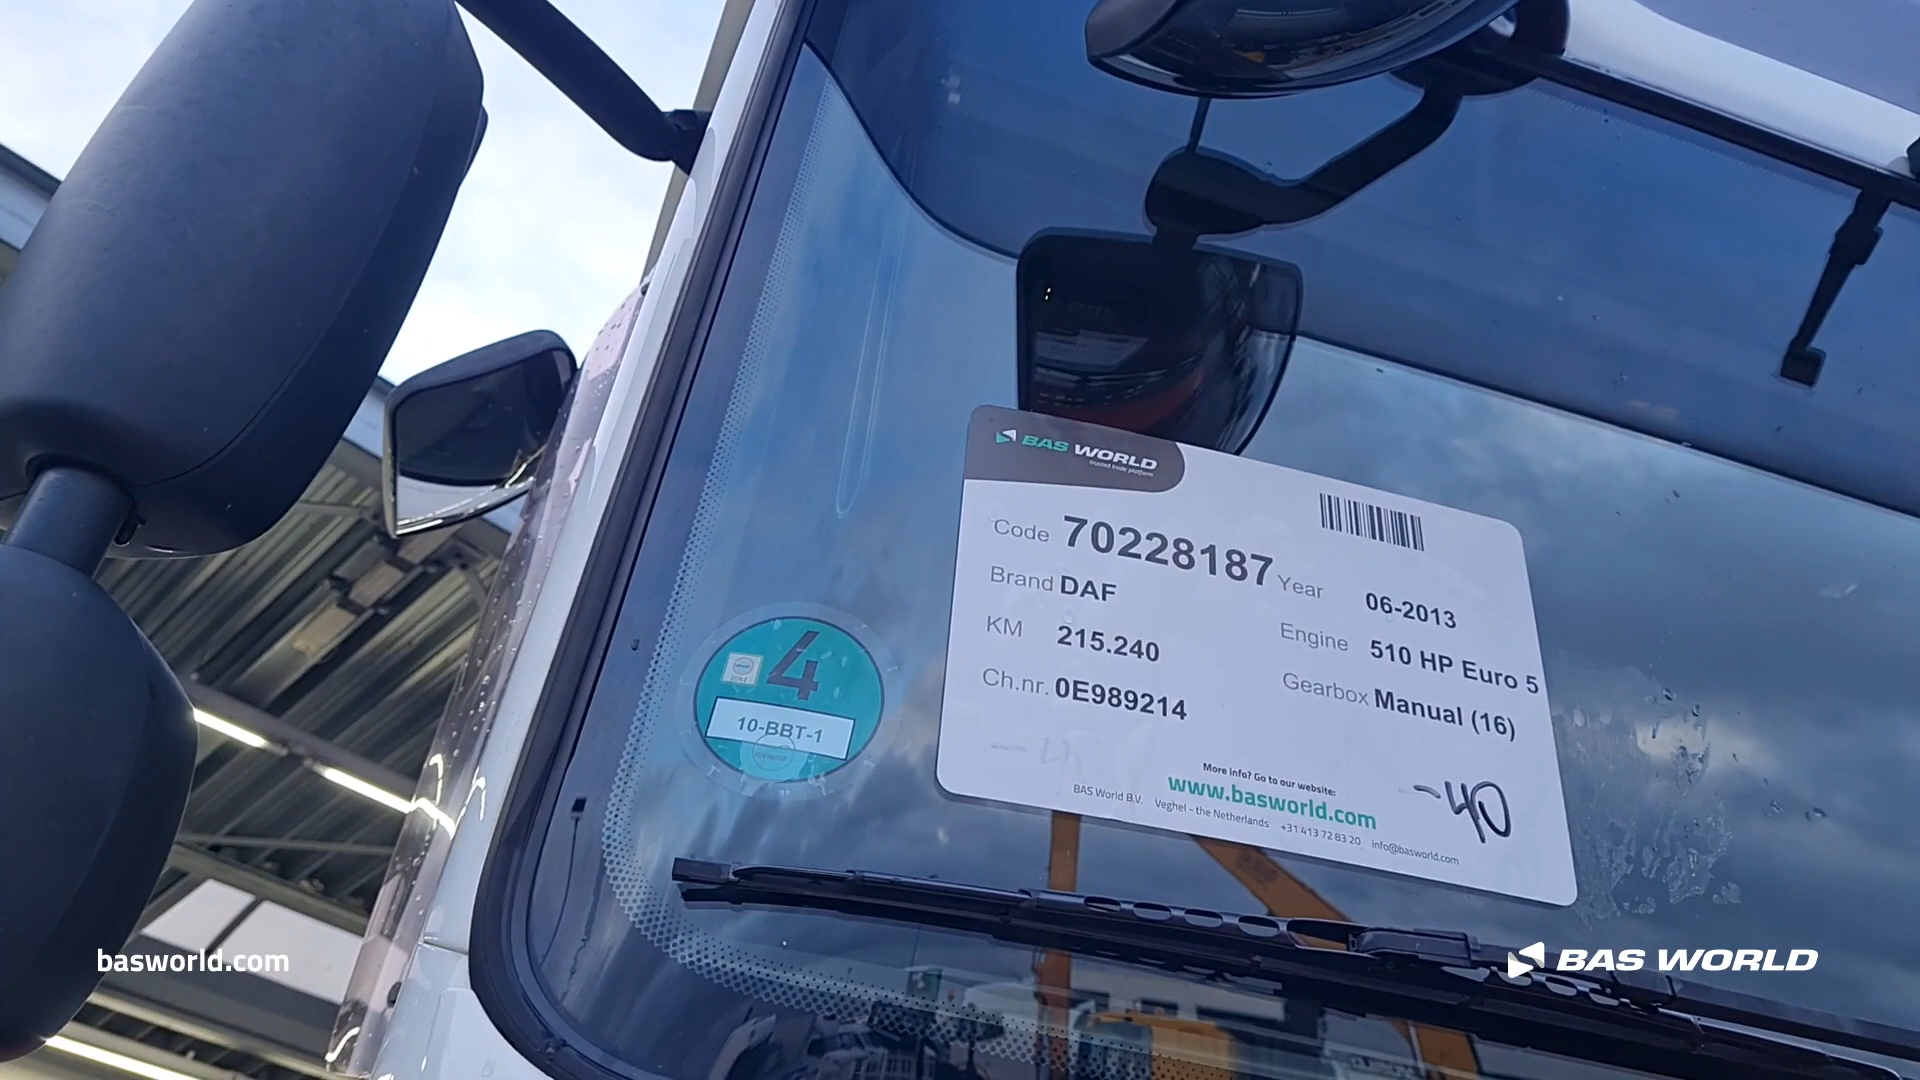 BAS WORLD
trusted trade platform
Code 70228187
Year 06-2013
Brand DAF
Engine 510 HP Euro 5
KM 215.240
Gearbox Manual (16)
Ch.nr. 0E989214
More info? Go to our website:
www.basworld.com
BAS World B.V. Veghel - the Netherlands +31 413 72 83 20 info@basworld.com
-40
4
ZONE
10-BBT-1
basworld.com
BAS WORLD